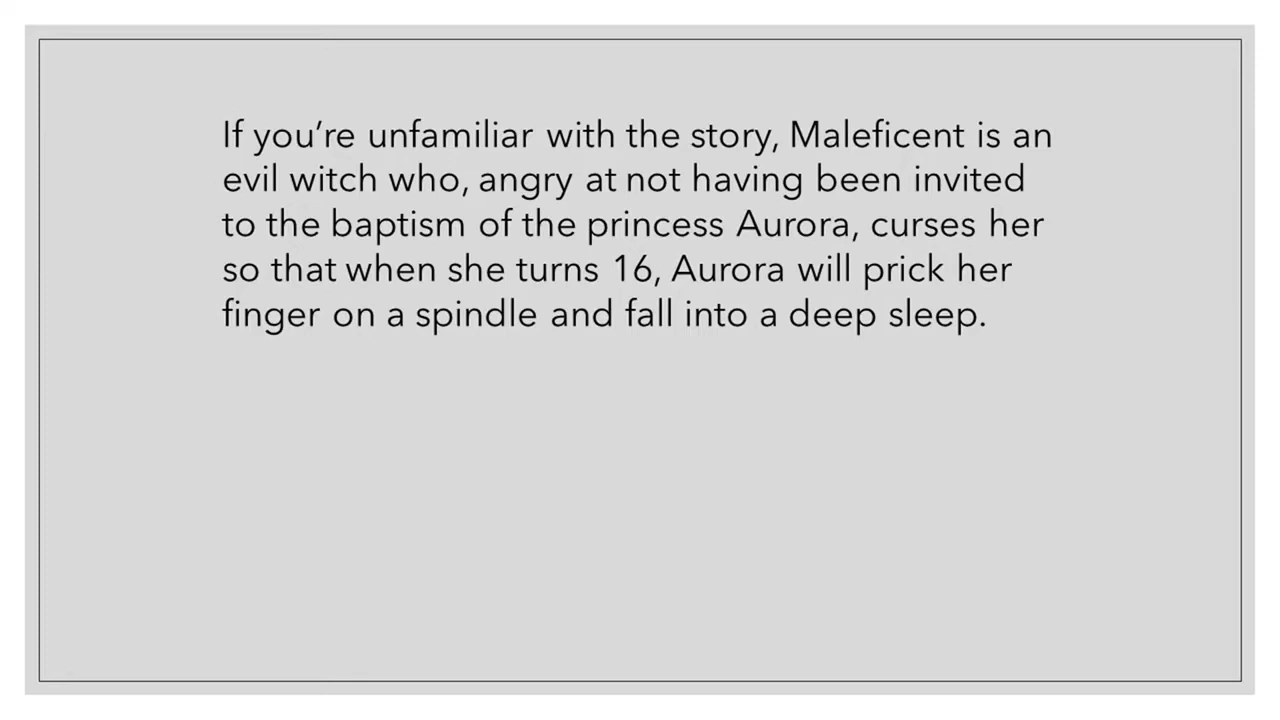 If you’re unfamiliar with the story, Maleficent is an
evil witch who, angry at not having been invited
to the baptism of the princess Aurora, curses her
so that when she turns 16, Aurora will prick her
finger on a spindle and fall into a deep sleep.